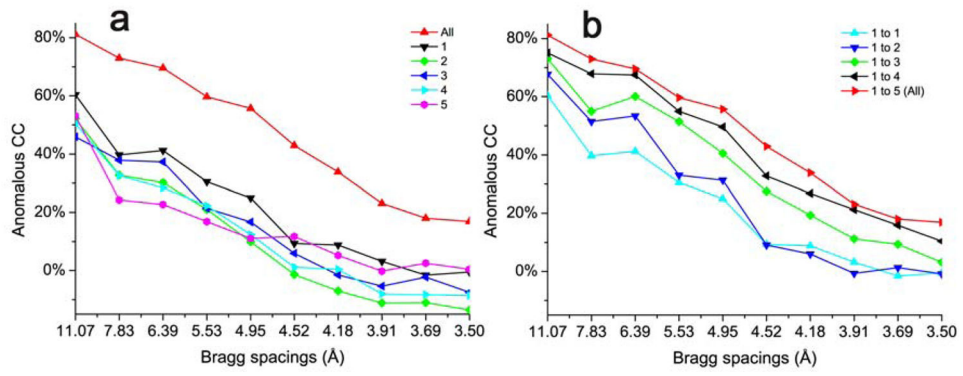 a
80%
60%
40%
20%
0%
Anomalous CC
All
1
2
3
4
5
11.07 7.83 6.39 5.53 4.95 4.52 4.18 3.91 3.69 3.50
Bragg spacings (Å)
b
80%
60%
40%
20%
0%
Anomalous CC
1 to 1
1 to 2
1 to 3
1 to 4
1 to 5 (All)
11.07 7.83 6.39 5.53 4.95 4.52 4.18 3.91 3.69 3.50
Bragg spacings (Å)